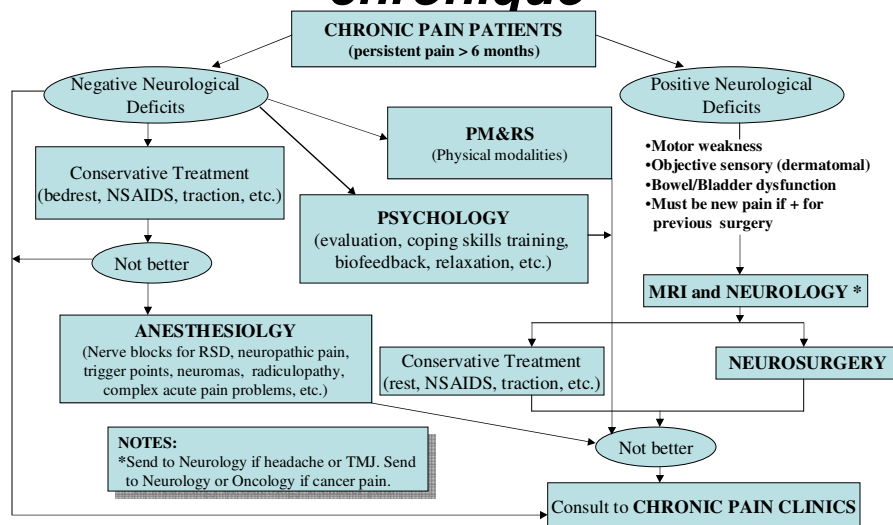 chronique
CHRONIC PAIN PATIENTS
(persistent pain > 6 months)
Negative Neurological
Deficits
Positive Neurological
Deficits
PM&RS
(Physical modalities)
•Motor weakness
•Objective sensory (dermatomal)
•Bowel/Bladder dysfunction
•Must be new pain if + for
previous surgery
Conservative Treatment
(bedrest, NSAIDS, traction, etc.)
PSYCHOLOGY
(evaluation, coping skills training,
biofeedback, relaxation, etc.)
Not better
MRI and NEUROLOGY *
ANESTHESIOLGY
(Nerve blocks for RSD, neuropathic pain,
trigger points, neuromas, radiculopathy,
complex acute pain problems, etc.)
Conservative Treatment
(rest, NSAIDS, traction, etc.)
NEUROSURGERY
Not better
NOTES:
*Send to Neurology if headache or TMJ. Send
to Neurology or Oncology if cancer pain.
Consult to CHRONIC PAIN CLINICS